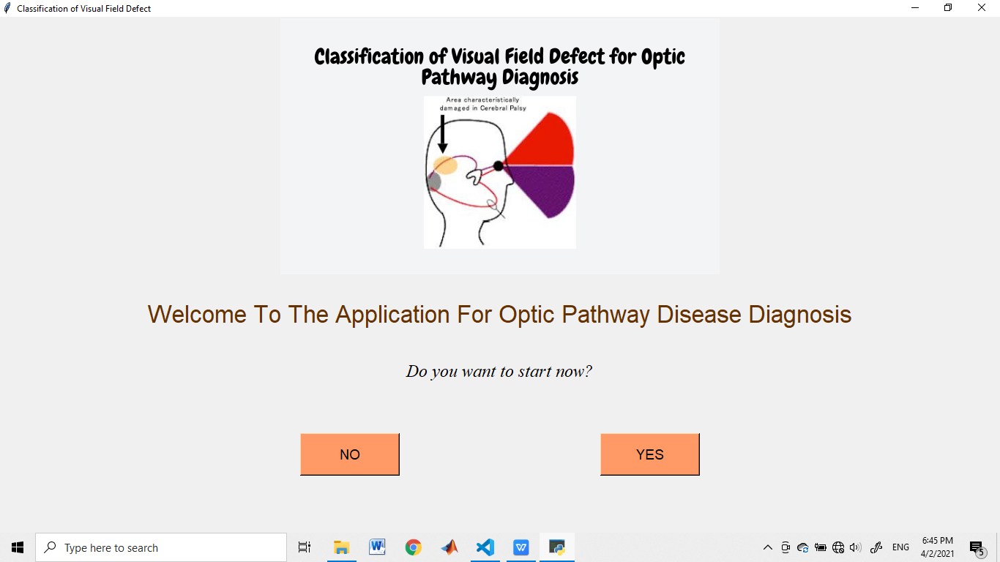 Classification of Visual Field Defect
Classification of Visual Field Defect for Optic
Pathway Diagnosis
Area characteristically
damaged in Cerebral Palsy
Welcome To The Application For Optic Pathway Disease Diagnosis
Do you want to start now?
NO
YES
Type here to search
W
W
ENG
6:45 PM
4/2/2021
5